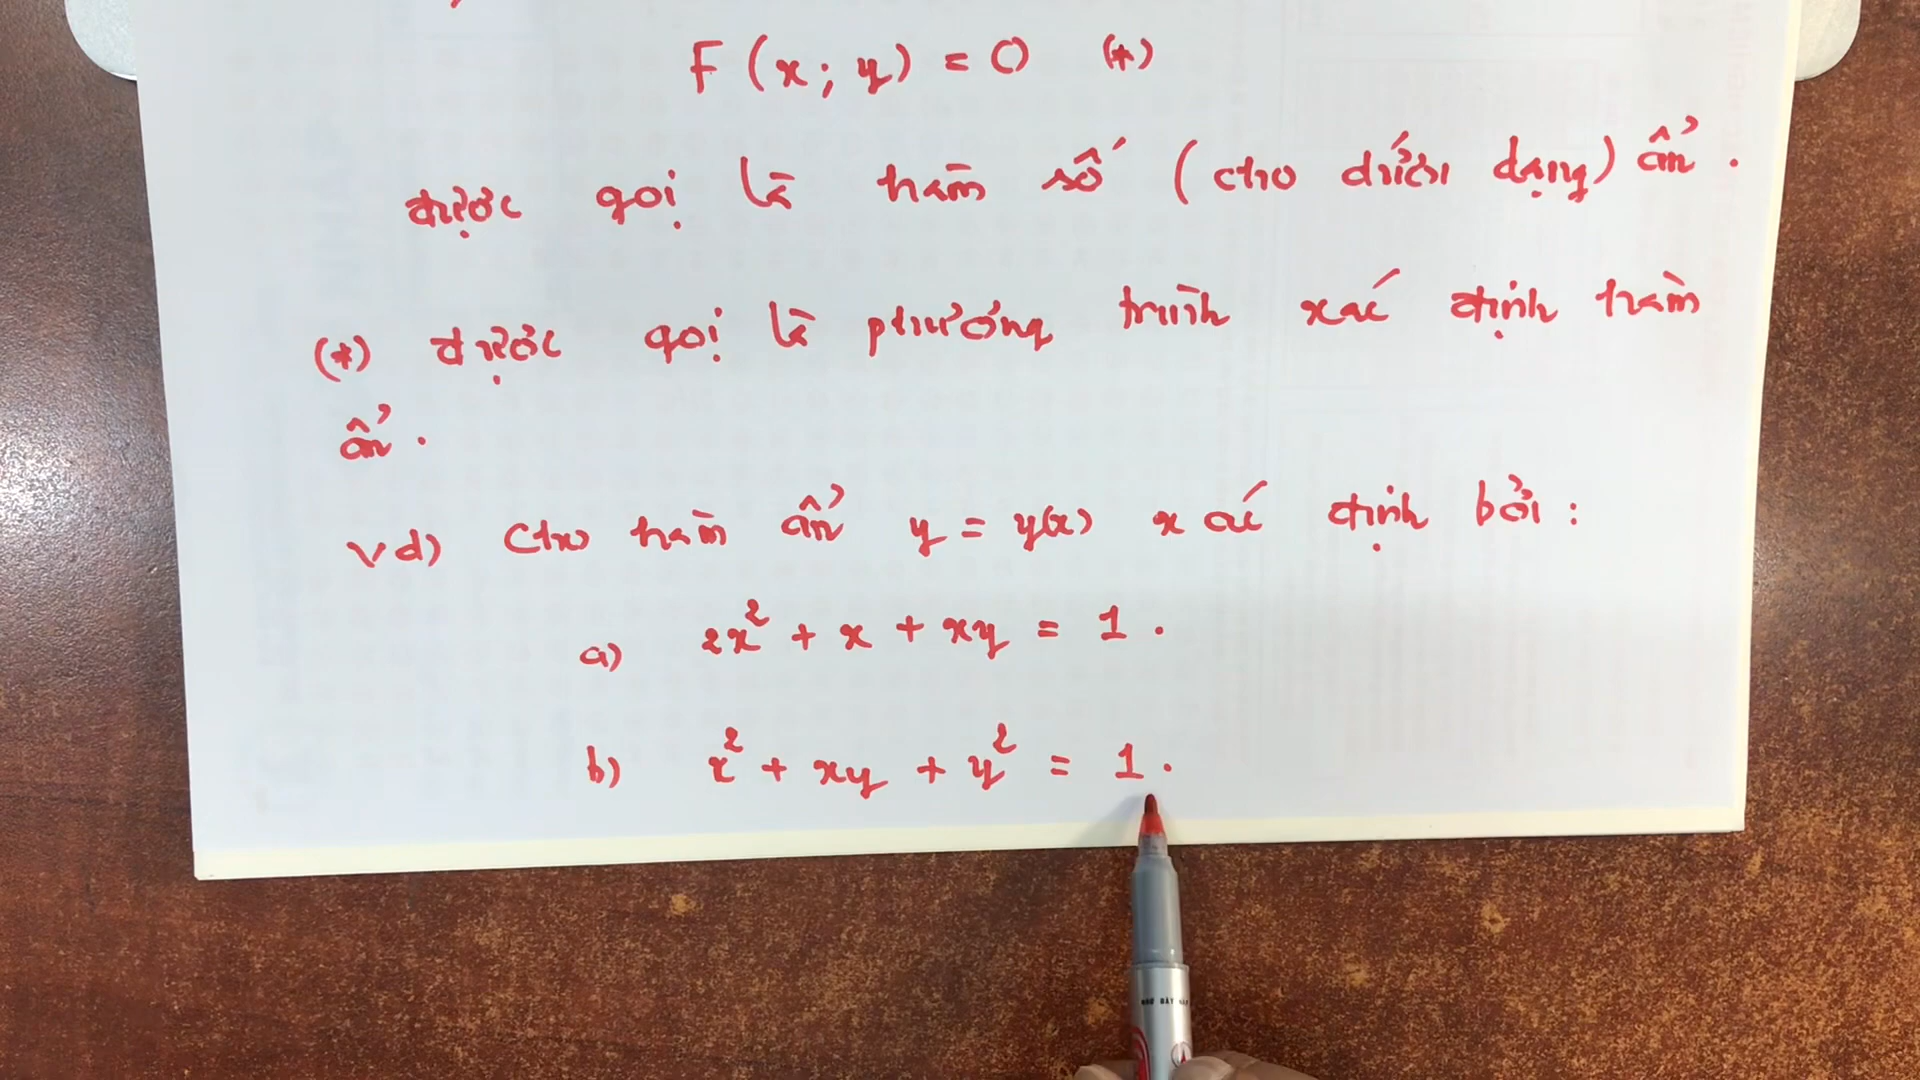 F(x; y) = 0 (*)
được gọi là hàm số (cho dưới dạng) ẩn.
(*) được gọi là phương trình xác định hàm
ẩn.
vd) Cho hàm ẩn y = y(x) xác định bởi:
a) 2x² + x + xy = 1.
b) x² + xy + y² = 1.